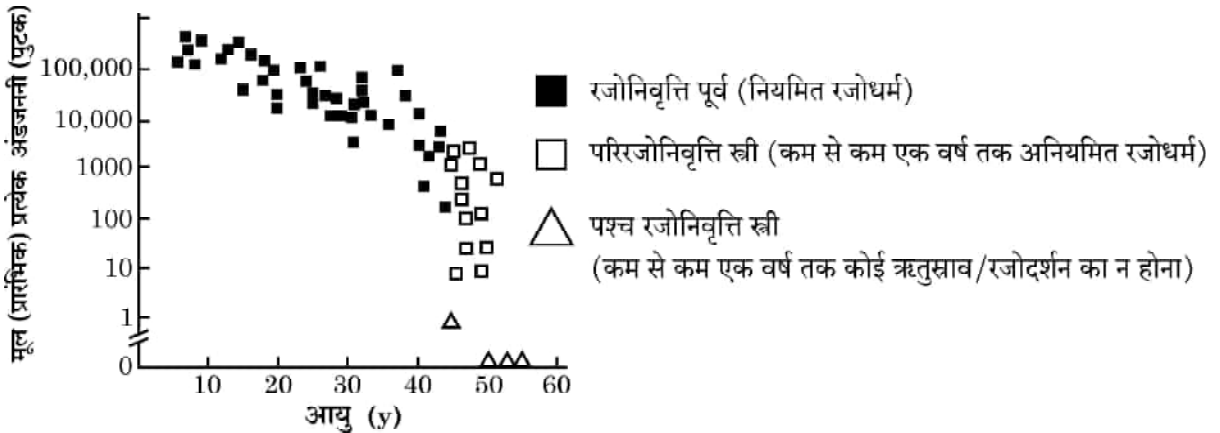 मूल (प्रारंभिक) प्रत्येक अंडजननी (पुटक)
100,000
10,000
1000
100
10
1
0
10 20 30 40 50 60
आयु (y)
रजोनिवृत्ति पूर्व (नियमित रजोधर्म)
परिरजोनिवृत्ति स्त्री (कम से कम एक वर्ष तक अनियमित रजोधर्म)
पश्च रजोनिवृत्ति स्त्री
(कम से कम एक वर्ष तक कोई ऋतुस्राव/रजोदर्शन का न होना)